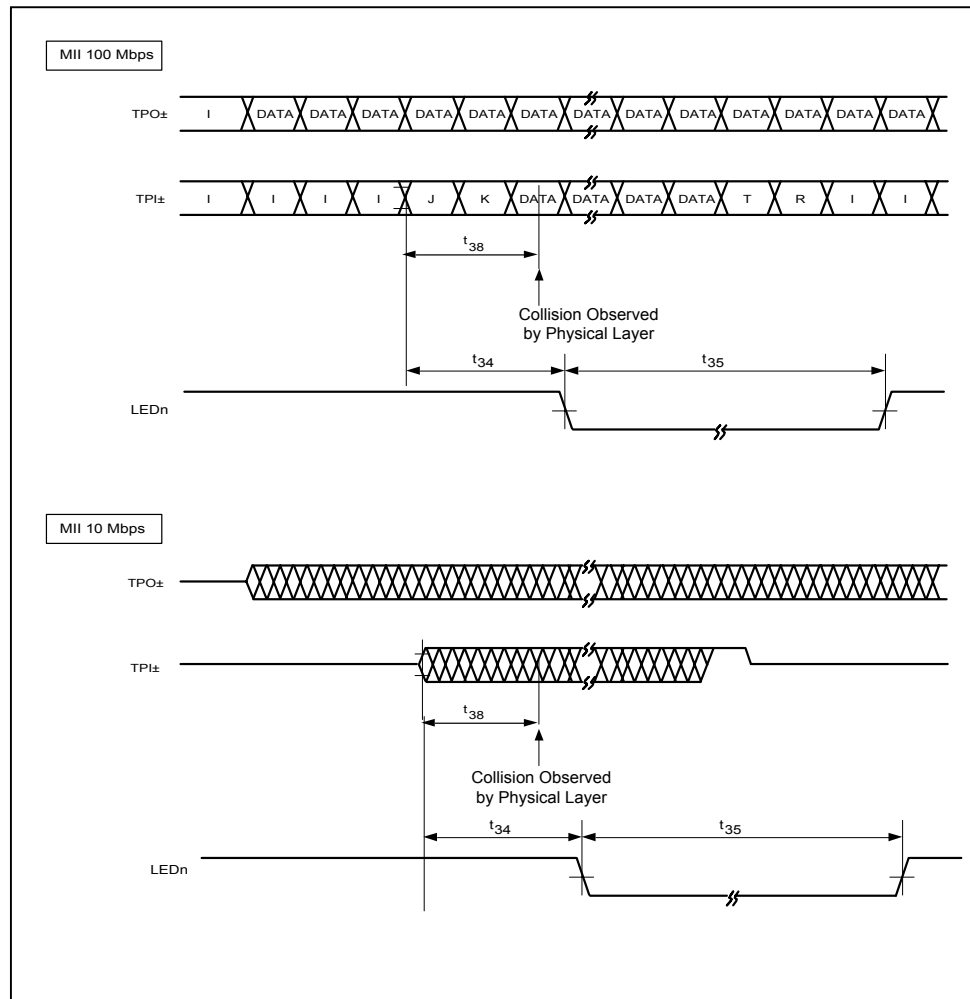 MII 100 Mbps
TPO± I DATA DATA DATA DATA DATA DATA DATA DATA DATA DATA DATA DATA DATA
TPI± I I I I J K DATA DATA DATA DATA T R I I
t38
Collision Observed
by Physical Layer
t34 t35
LEDn
MII 10 Mbps
TPO±
TPI±
t38
Collision Observed
by Physical Layer
t34 t35
LEDn